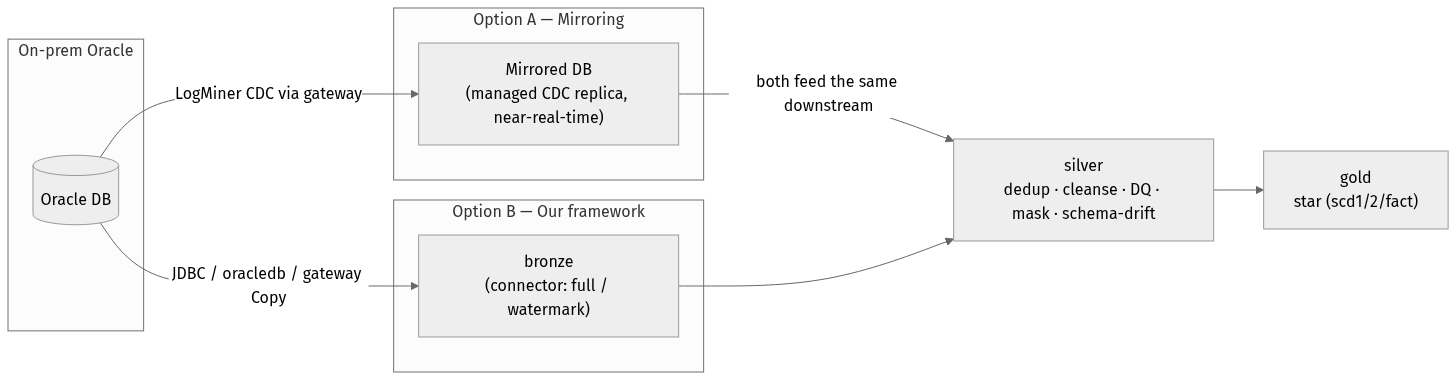 On-prem Oracle
Oracle DB
LogMiner CDC via gateway
JDBC / oracledb / gateway
Copy
Option A — Mirroring
Mirrored DB
(managed CDC replica,
near-real-time)
Option B — Our framework
bronze
(connector: full /
watermark)
both feed the same
downstream
silver
dedup · cleanse · DQ ·
mask · schema-drift
gold
star (scd1/2/fact)